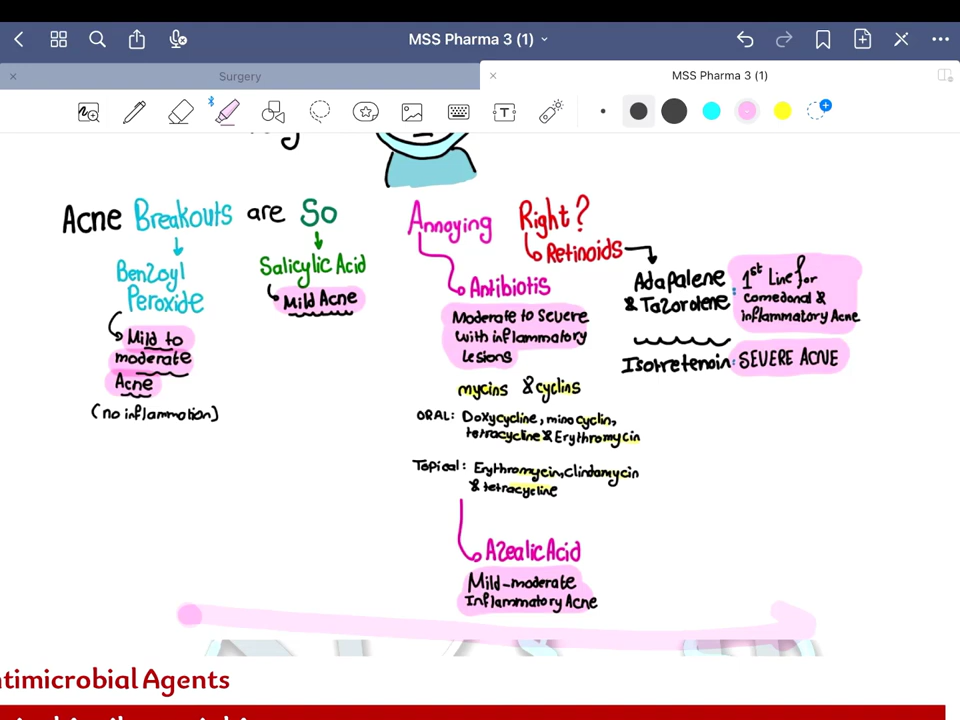 MSS Pharma 3 (1)
Surgery
MSS Pharma 3 (1)
Acne Breakouts are So Annoying Right?
Benzoyl
Peroxide
Mild to
moderate
Acne
(no inflammation)
Salicylic Acid
Mild Acne
Antibiotis
Moderate to Severe
with inflammatory
lesions
mycins & cyclins
ORAL: Doxycycline, minocyclin,
tetracycline & Erythromycin
Topical: Erythromycin, Clindamycin
& tetracycline
Azealic Acid
Mild-moderate
Inflammatory Acne
Retinoids
Adapalene
& Tazorotene:
1st Line for
comedonal &
inflammatory Acne
Isotretenoin: SEVERE ACNE
ntimicrobial Agents